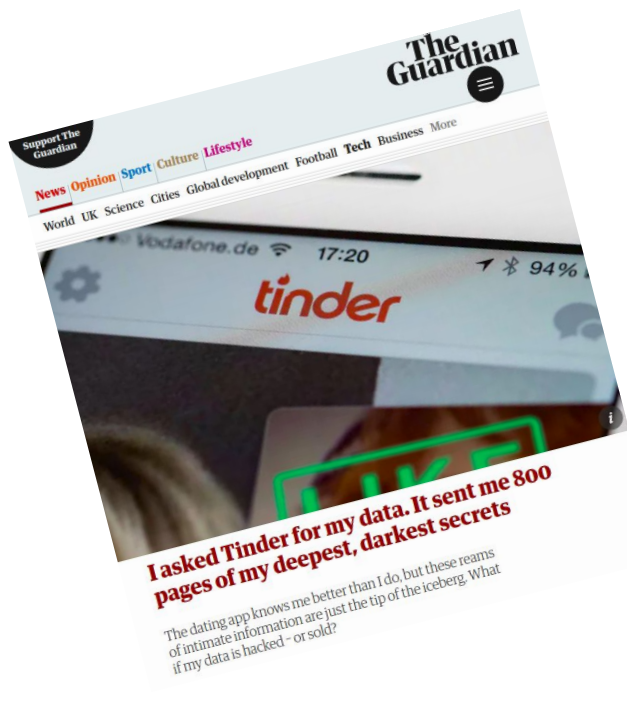 The
Guardian
Support The
Guardian
News Opinion Sport Culture Lifestyle
World UK Science Cities Global development Football Tech Business More
Vodafone.de 17:20 94%
tinder
LIKE
i
I asked Tinder for my data. It sent me 800
pages of my deepest, darkest secrets
The dating app knows me better than I do, but these reams
of intimate information are just the tip of the iceberg. What
if my data is hacked – or sold?